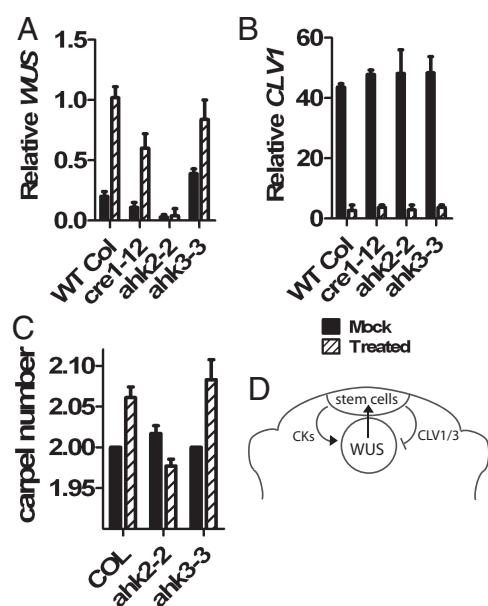 A
Relative WUS
1.5
1.0
0.5
0.0
WT Col
cre1-12
ahk2-2
ahk3-3
B
Relative CLV1
60
40
20
0
WT Col
cre1-12
ahk2-2
ahk3-3
Mock
Treated
C
carpel number
2.10
2.05
2.00
1.95
COL
ahk2-2
ahk3-3
D
stem cells
CKs
WUS
CLV1/3